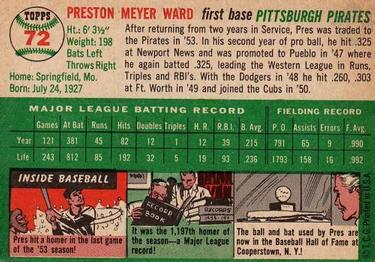 TOPPS
72
PRESTON MEYER WARD first base PITTSBURGH PIRATES
Ht.: 6' 3½"
Weight: 198
Bats Left
Throws Right
Home: Springfield, Mo.
Born: July 24, 1927
After returning from two years in Service, Pres was traded
to the Pirates in '53. In his second year of pro ball, he hit .325
at Newport News and was promoted to Pueblo in '47 where
he again batted .325, leading the Western League in Runs,
Triples and RBI's. With the Dodgers in '48 he hit .260, .303
at Ft. Worth in '49 and joined the Cubs in '50.
MAJOR LEAGUE BATTING RECORD FIELDING RECORD
Games At Bat Runs Hits Doubles Triples H. R. R.B.I. B. Avg. P.O. Assists Errors F. Avg.
Year 121 381 45 82 9 1 12 39 .215 791 65 9 .990
LIFE 243 812 85 192 22 5 19 92 .236 1793 158 16 .992
INSIDE BASEBALL
RECORD BOOK
RECORDS
Pres hit a homer in the last game of the '53 season!
It was the 1,197th homer of the season—a Major League record!
The ball and bat used by Pres are now in the Baseball Hall of Fame at Cooperstown, N. Y.!
© T. C. G. Printed in U.S.A.